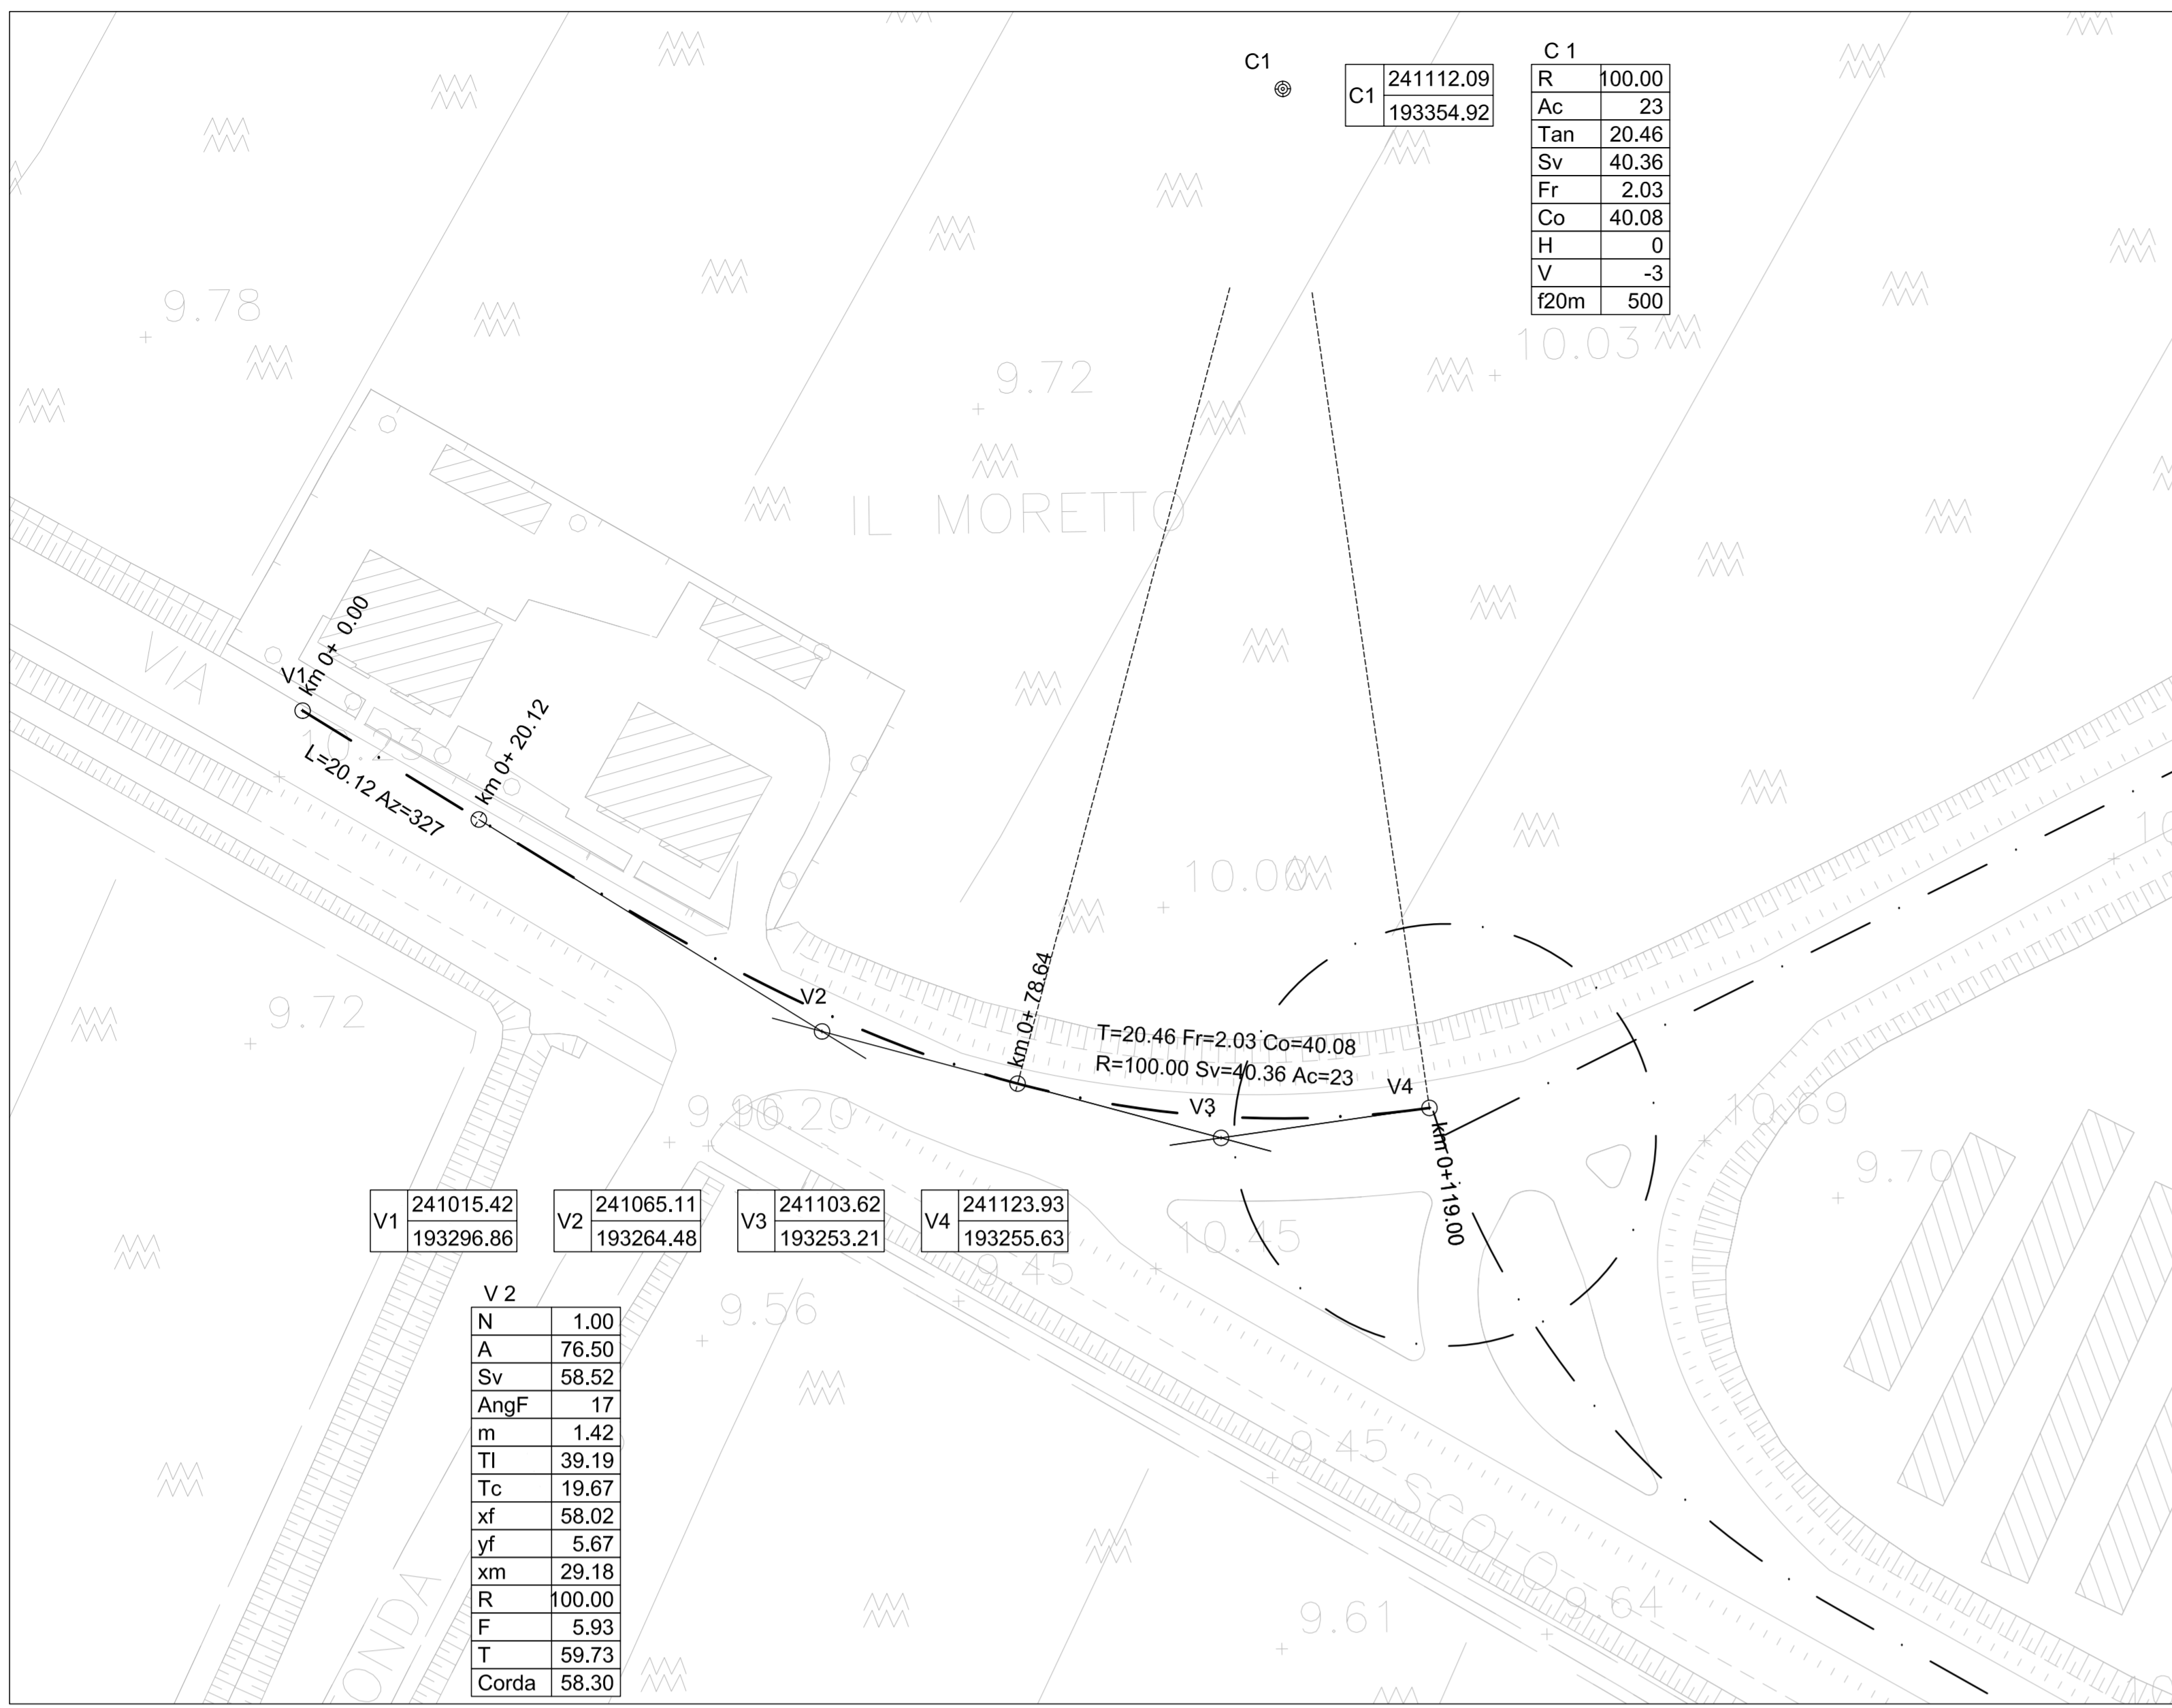 C1
C1
241112.09
193354.92
C 1
R 100.00
Ac 23
Tan 20.46
Sv 40.36
Fr 2.03
Co 40.08
H 0
V -3
f20m 500
9.78
9.72
10.03
IL MORETTO
km 0+ 0.00
V1
VIA
10.23
km 0+ 20.12
L=20.12 Az=327
10.00
9.72
V2
km 0+ 78.64
T=20.46 Fr=2.03 Co=40.08
R=100.00 Sv=40.36 Ac=23
V4
V3
km 0+119.00
10.69
9.70
10.45
9.45
9.56
V1
241015.42
193296.86
V2
241065.11
193264.48
V3
241103.62
193253.21
V4
241123.93
193255.63
V 2
N 1.00
A 76.50
Sv 58.52
AngF 17
m 1.42
Tl 39.19
Tc 19.67
xf 58.02
yf 5.67
xm 29.18
R 100.00
F 5.93
T 59.73
Corda 58.30
9.45
SCOLO
9.64
9.61
ONDA